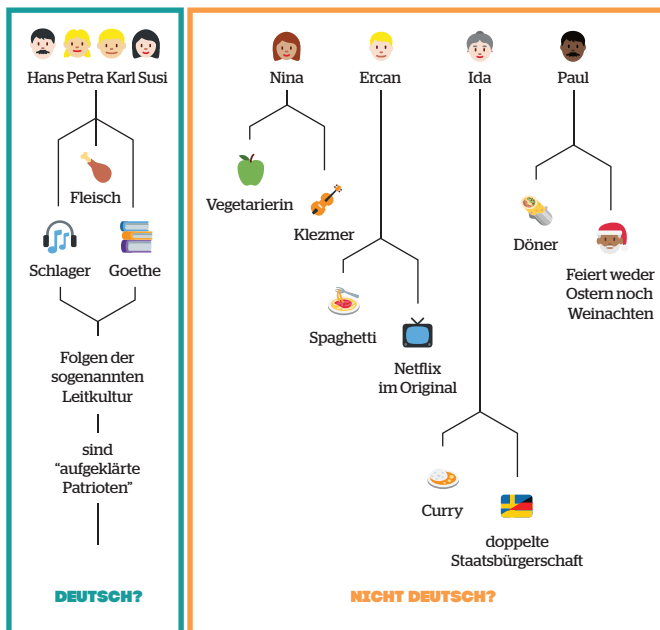 Hans Petra Karl Susi
Fleisch
Schlager
Goethe
Folgen der
sogenannten
Leitkultur
sind
“aufgeklärte
Patrioten”
DEUTSCH?
Nina
Ercan
Ida
Paul
Vegetarierin
Klezmer
Spaghetti
Netflix
im Original
Curry
doppelte
Staatsbürgerschaft
Döner
Feiert weder
Ostern noch
Weinachten
NICHT DEUTSCH?